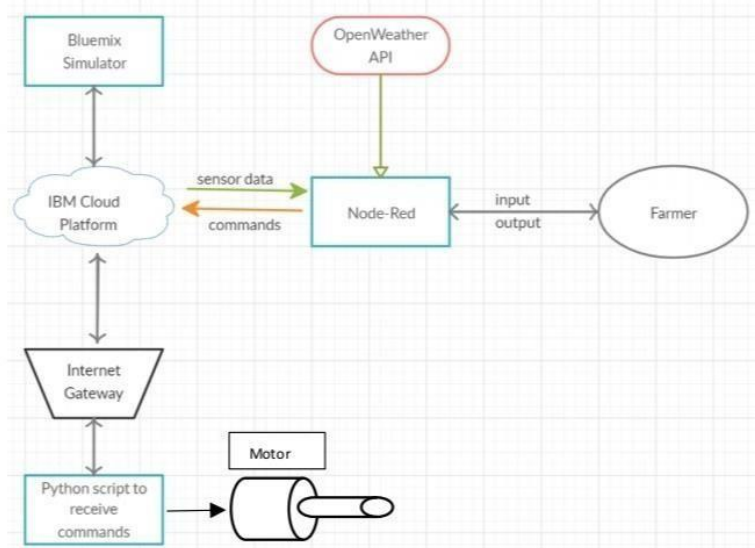 Bluemix
Simulator
OpenWeather
API
IBM Cloud
Platform
sensor data
commands
Node-Red
input
output
Farmer
Internet
Gateway
Python script to
receive
commands
Motor